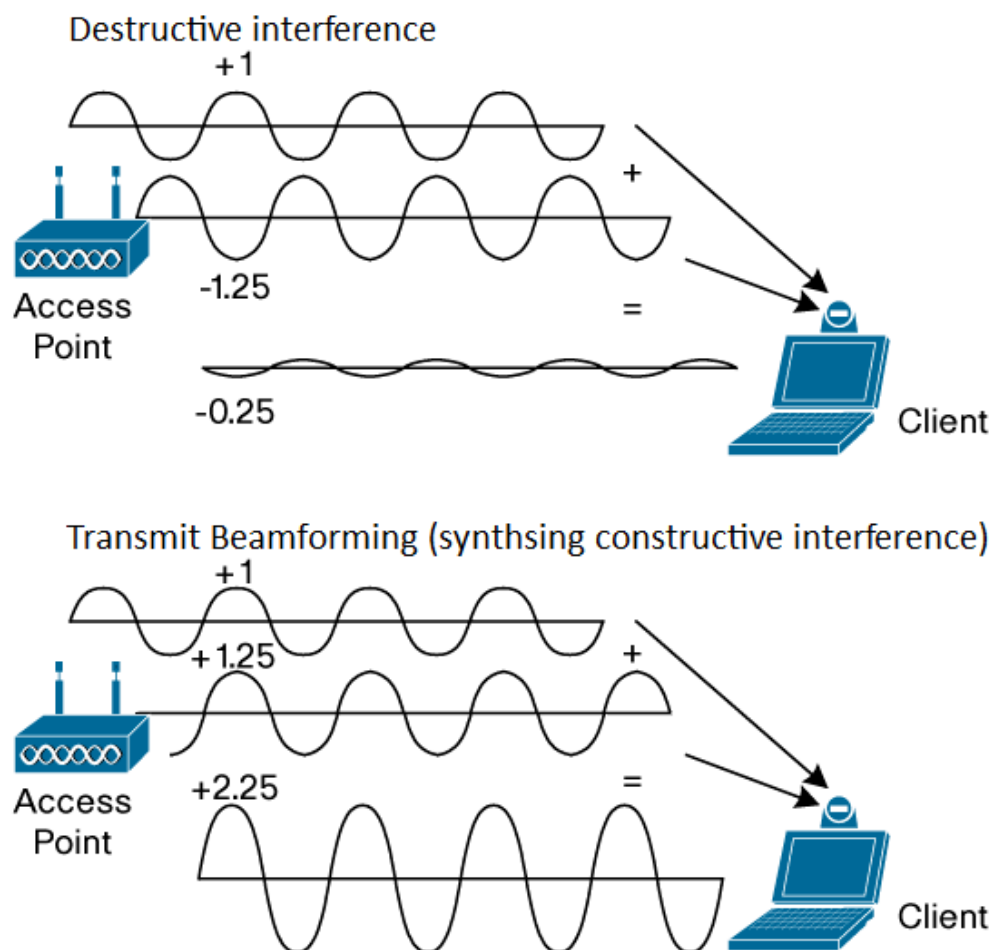 Destructive interference
+1
+
-1.25
Access
Point
=
-0.25
Client
Transmit Beamforming (synthsing constructive interference)
+1
+1.25
+
Access
Point
+2.25
=
Client